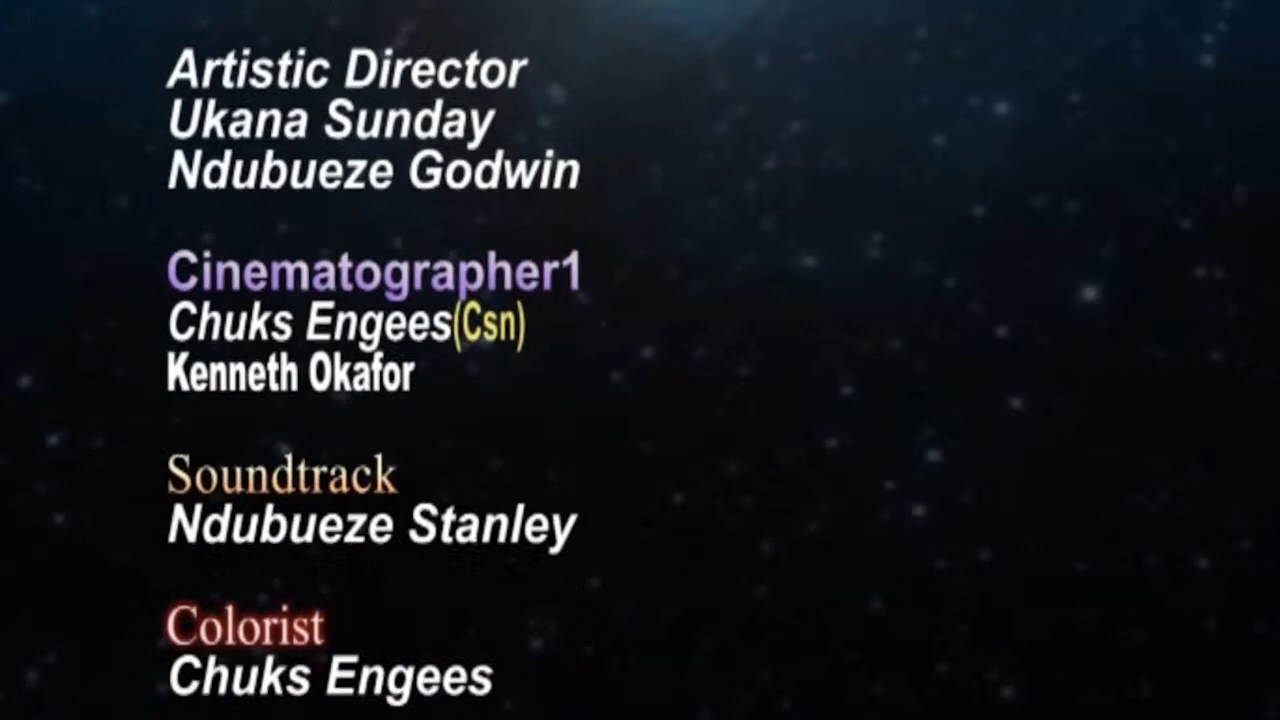 Artistic Director
Ukana Sunday
Ndubueze Godwin
Cinematographer1
Chuks Engees(Csn)
Kenneth Okafor
Soundtrack
Ndubueze Stanley
Colorist
Chuks Engees